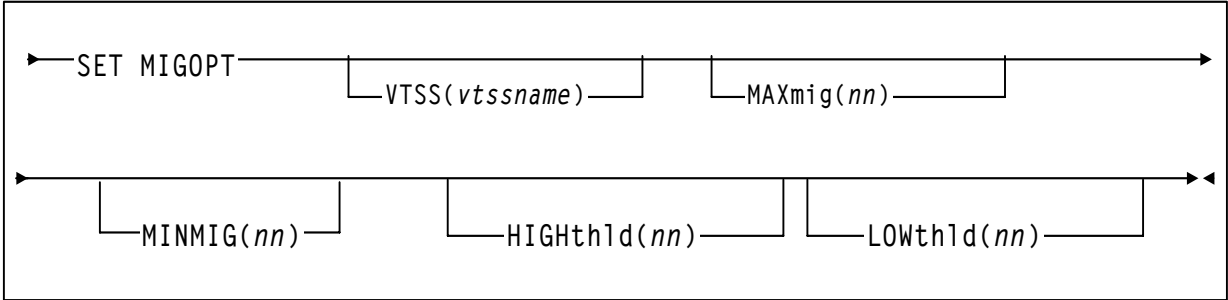 SET MIGOPT
VTSS(vtssname) MAXmig(nn)
MINMIG(nn) HIGHthld(nn) LOWthld(nn)